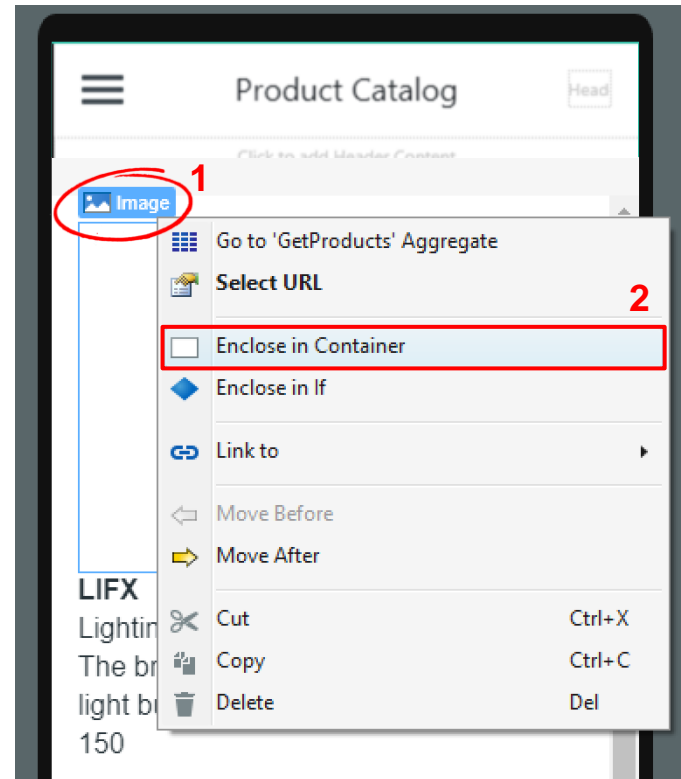 Product Catalog
Head
Click to add Header Content
1
Image
Go to 'GetProducts' Aggregate
Select URL
2
Enclose in Container
Enclose in If
Link to
Move Before
Move After
LIFX
Cut Ctrl+X
Lightin
Copy Ctrl+C
The br
Delete Del
light bu
150